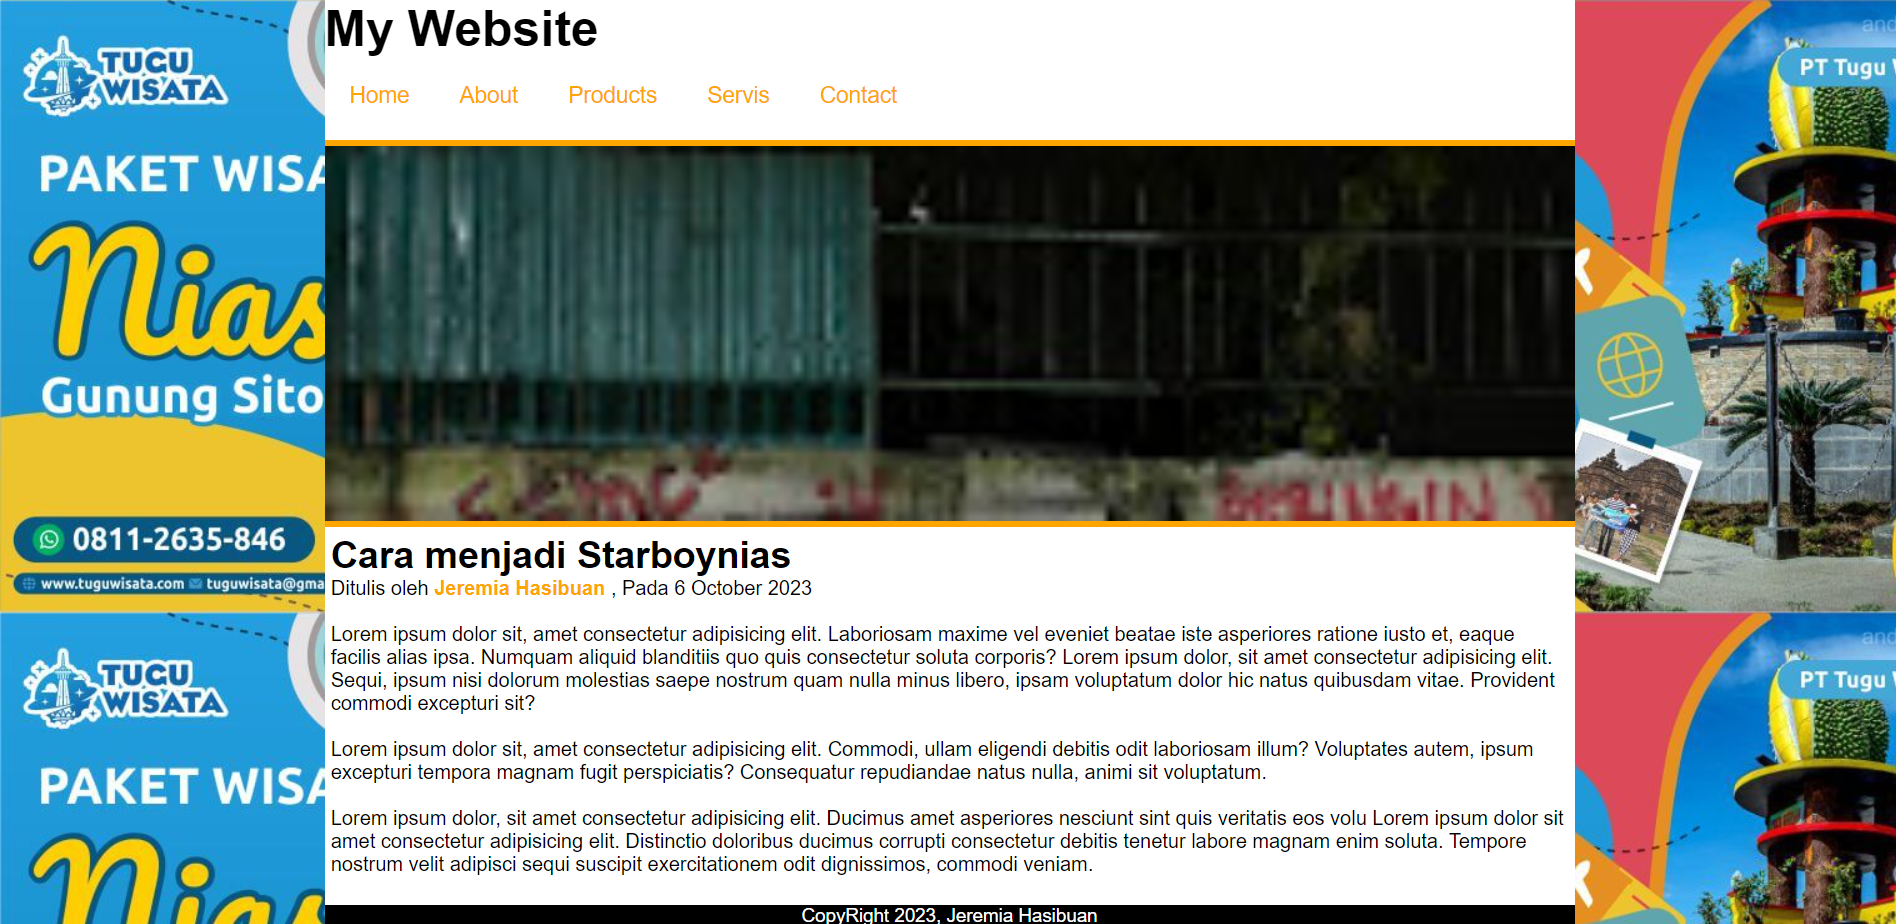 My Website
Home About Products Servis Contact
Cara menjadi Starboynias
Ditulis oleh Jeremia Hasibuan , Pada 6 October 2023
Lorem ipsum dolor sit, amet consectetur adipisicing elit. Laboriosam maxime vel eveniet beatae iste asperiores ratione iusto et, eaque
facilis alias ipsa. Numquam aliquid blanditiis quo quis consectetur soluta corporis? Lorem ipsum dolor, sit amet consectetur adipisicing elit.
Sequi, ipsum nisi dolorum molestias saepe nostrum quam nulla minus libero, ipsam voluptatum dolor hic natus quibusdam vitae. Provident
commodi excepturi sit?
Lorem ipsum dolor sit, amet consectetur adipisicing elit. Commodi, ullam eligendi debitis odit laboriosam illum? Voluptates autem, ipsum
excepturi tempora magnam fugit perspiciatis? Consequatur repudiandae natus nulla, animi sit voluptatum.
Lorem ipsum dolor, sit amet consectetur adipisicing elit. Ducimus amet asperiores nesciunt sint quis veritatis eos volu Lorem ipsum dolor sit
amet consectetur adipisicing elit. Distinctio doloribus ducimus corrupti consectetur debitis tenetur labore magnam enim soluta. Tempore
nostrum velit adipisci sequi suscipit exercitationem odit dignissimos, commodi veniam.
CopyRight 2023, Jeremia Hasibuan
TUGU
WISATA
PAKET WISA
Nias
Gunung Sito
0811-2635-846
www.tuguwisata.com tuguwisata@gma
TUGU
WISATA
PAKET WISA
Nias
and
PT Tugu
and
PT Tugu